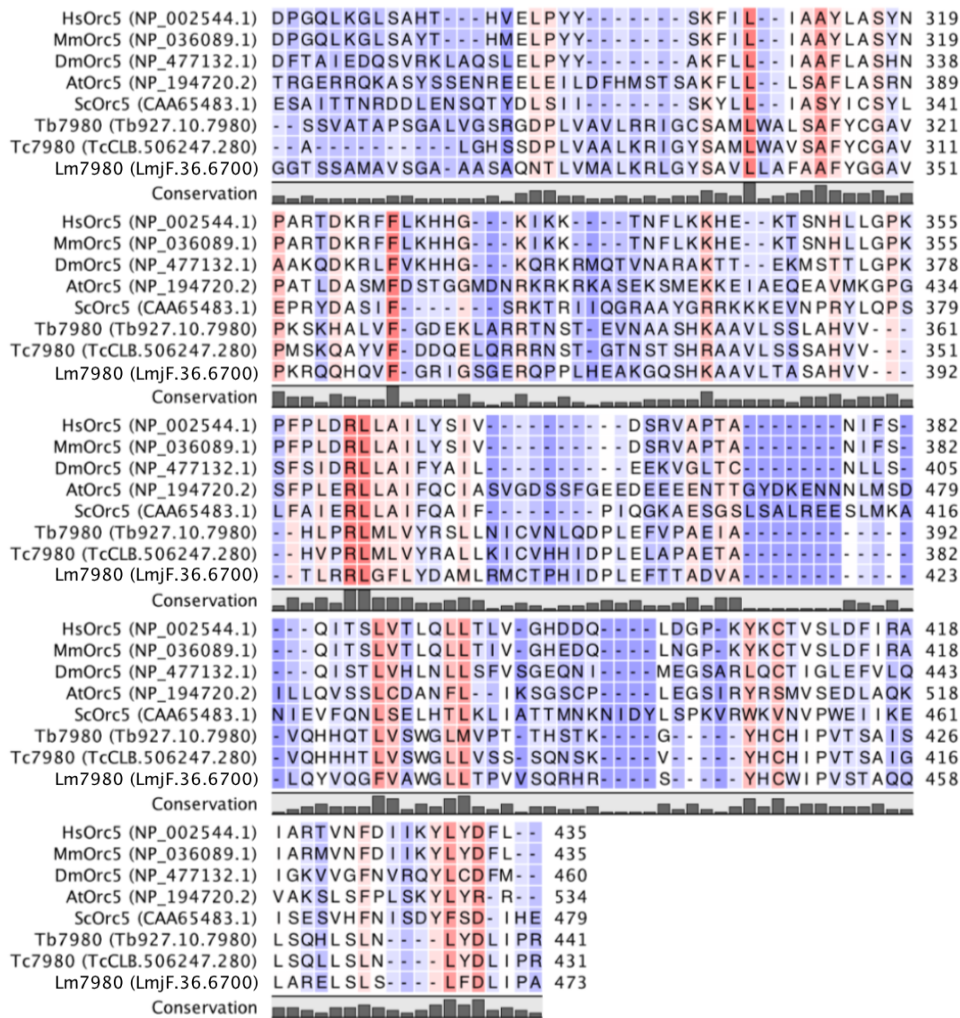 HsOrc5 (NP_002544.1) DPGQLKGLSAHT---HVELPYY-------SKFIL--IAAYLASYN 319
MmOrc5 (NP_036089.1) DPGQLKGLSAYT---HMELPYY-------SKFIL--IAAYLASYN 319
DmOrc5 (NP_477132.1) DFTAIEDQSVRKLAQSLELPYY-------AKFLL--IAAFLASHN 338
AtOrc5 (NP_194720.2) TRGERRQKASYSSENREELEILDFHMSTSAKFLL--IAAFLASRN 389
ScOrc5 (CAA65483.1) ESAITTNRDDLENSQTYDLSII-------SKYLL--IASYICSYL 341
Tb7980 (Tb927.10.7980) --SSVATAPSGALVGSRGDPLVAVLRRIGCSAMLWALSAFYCGAV 321
Tc7980 (TcCLB.506247.280) -------------LGHSSDPLVAALKRIGYSAMLWAVSAFYCGAV 311
Lm7980 (LmjF.36.6700) GGTSSAMAVSGA-AASAQNTLVMALKRLGYSAVLLAFAAFYGGAV 351
Conservation
HsOrc5 (NP_002544.1) PARTDKRFFLKHHG---KIKK----TNFLKKHE--KTSNHLLGPK 355
MmOrc5 (NP_036089.1) PARTDKRFFLKHHG---KIKK----TNFLKKHE--KTSNHLLGPK 355
DmOrc5 (NP_477132.1) AAKQDKRLFVKHHG---KQRKRMQTVNARAKTT--EKMSTTLGPK 378
AtOrc5 (NP_194720.2) PATLDASMFDSTGGMDNRKRKRKASEKSMEKKEIAEQEAVMKGPG 434
ScOrc5 (CAA65483.1) EPRYDASIF-------SRKTRIIQGRAAYGRRKKKEVNPRYLQPS 379
Tb7980 (Tb927.10.7980) PKSKHALVF-GDEKLARRTNST-EVNAASHKAAVLSSLAHVV--- 361
Tc7980 (TcCLB.506247.280) PMSKQAYVF-DDQELQRRRNST-GTNSTSHRAAVLSSSAHVV--- 351
Lm7980 (LmjF.36.6700) PKRQQHQVF-GRIGSGERQPPLHEAKGQSHKAAVLTASAHVV--- 392
Conservation
HsOrc5 (NP_002544.1) PFPLDRLLAILYSIV----------DSRVAPTA-------NIFS- 382
MmOrc5 (NP_036089.1) PFPLDRLLAILYSIV----------DSRVAPTA-------NIFS- 382
DmOrc5 (NP_477132.1) SFSIDRLLAIFYAIL----------EEKVGLTC-------NLLS- 405
AtOrc5 (NP_194720.2) SFPLERLLAIFQCIASVGDSSFGEEDEEEENTTGYDKENNNLMSD 479
ScOrc5 (CAA65483.1) LFAIERLLAIFQAIF--------PIQGKAESGSLSALREESLMKA 416
Tb7980 (Tb927.10.7980) --HLPRLMLVYRSLLNICVNLQDPLEFVPAEIA------------ 392
Tc7980 (TcCLB.506247.280) --HVPRLMLVYRALLKICVHHIDPLELAPAETA------------ 382
Lm7980 (LmjF.36.6700) --TLRRLGFLYDAMLRMCTPHIDPLEFTTADVA------------ 423
Conservation
HsOrc5 (NP_002544.1) ---QITSLVTLQLLTLV-GHDDQ----LDGP-KYKCTVSLDFIRA 418
MmOrc5 (NP_036089.1) ---QITSLVTLQLLTIV-GHEDQ----LNGP-KYKCTVSLDFIRA 418
DmOrc5 (NP_477132.1) ---QISTLVHLNLLSFVSGEQNI----MEGSARLQCTIGLEFVLQ 443
AtOrc5 (NP_194720.2) ILLQVSSLCDANFL--IKSGSCP----LEGSIRYRSMVSEDLAQK 518
ScOrc5 (CAA65483.1) NIEVFQNLSELHTLKLIATTMNKNIDYLSPKVRWKVNVPWEIIKE 461
Tb7980 (Tb927.10.7980) -VQHHQTLVSWGLMVPT-THSTK----G-----YHCHIPVTSAIS 426
Tc7980 (TcCLB.506247.280) -VQHHHTLVSWGLLVSS-SQNSK----V-----YHCHIPVTSAIG 416
Lm7980 (LmjF.36.6700) -LQYVQGFVAWGLLTPVVSQRHR----S-----YHCWIPVSTAQQ 458
Conservation
HsOrc5 (NP_002544.1) IARTVNFDIIKYLYDFL-- 435
MmOrc5 (NP_036089.1) IARMVNFDIIKYLYDFL-- 435
DmOrc5 (NP_477132.1) IGKVVGFNVRQYLCDFM-- 460
AtOrc5 (NP_194720.2) VAKSLSFPLSKYLYR-R-- 534
ScOrc5 (CAA65483.1) ISESVHFNISDYFSD-IHE 479
Tb7980 (Tb927.10.7980) LSQHLSLN----LYDLIPR 441
Tc7980 (TcCLB.506247.280) LSQLLSLN----LYDLIPR 431
Lm7980 (LmjF.36.6700) LARELSLS----LFDLIPA 473
Conservation